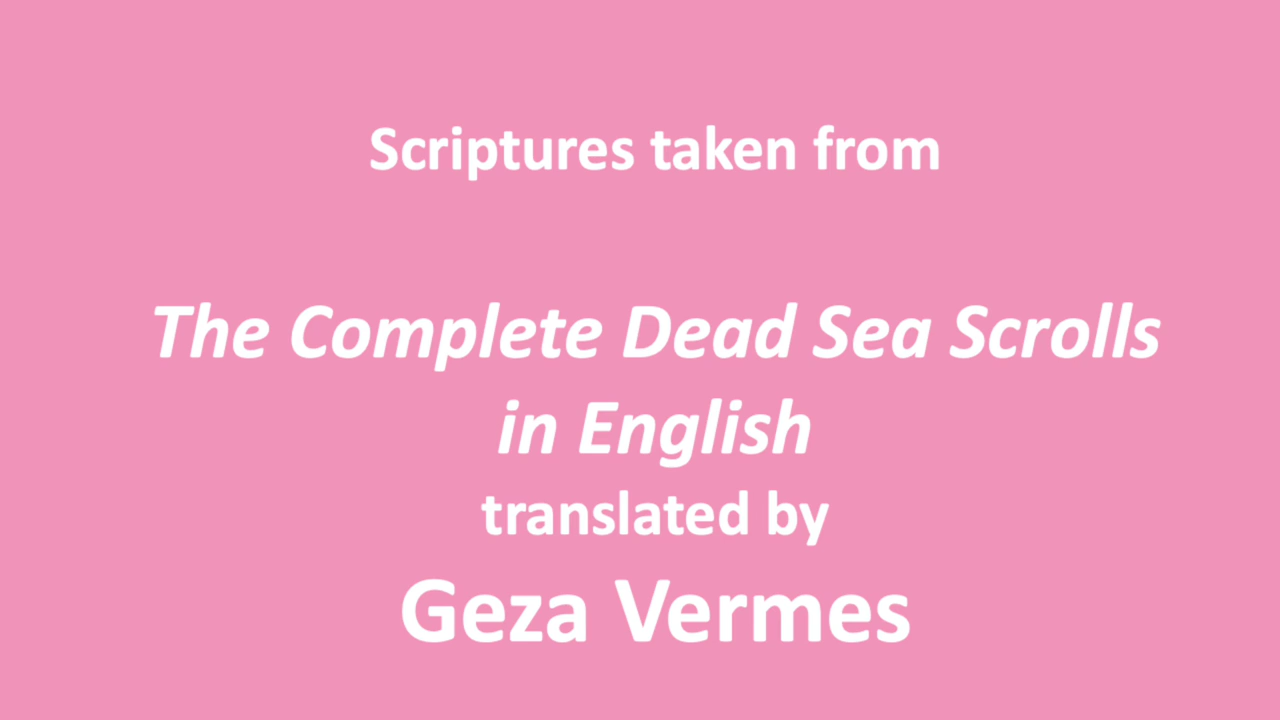 Scriptures taken from
The Complete Dead Sea Scrolls
in English
translated by
Geza Vermes